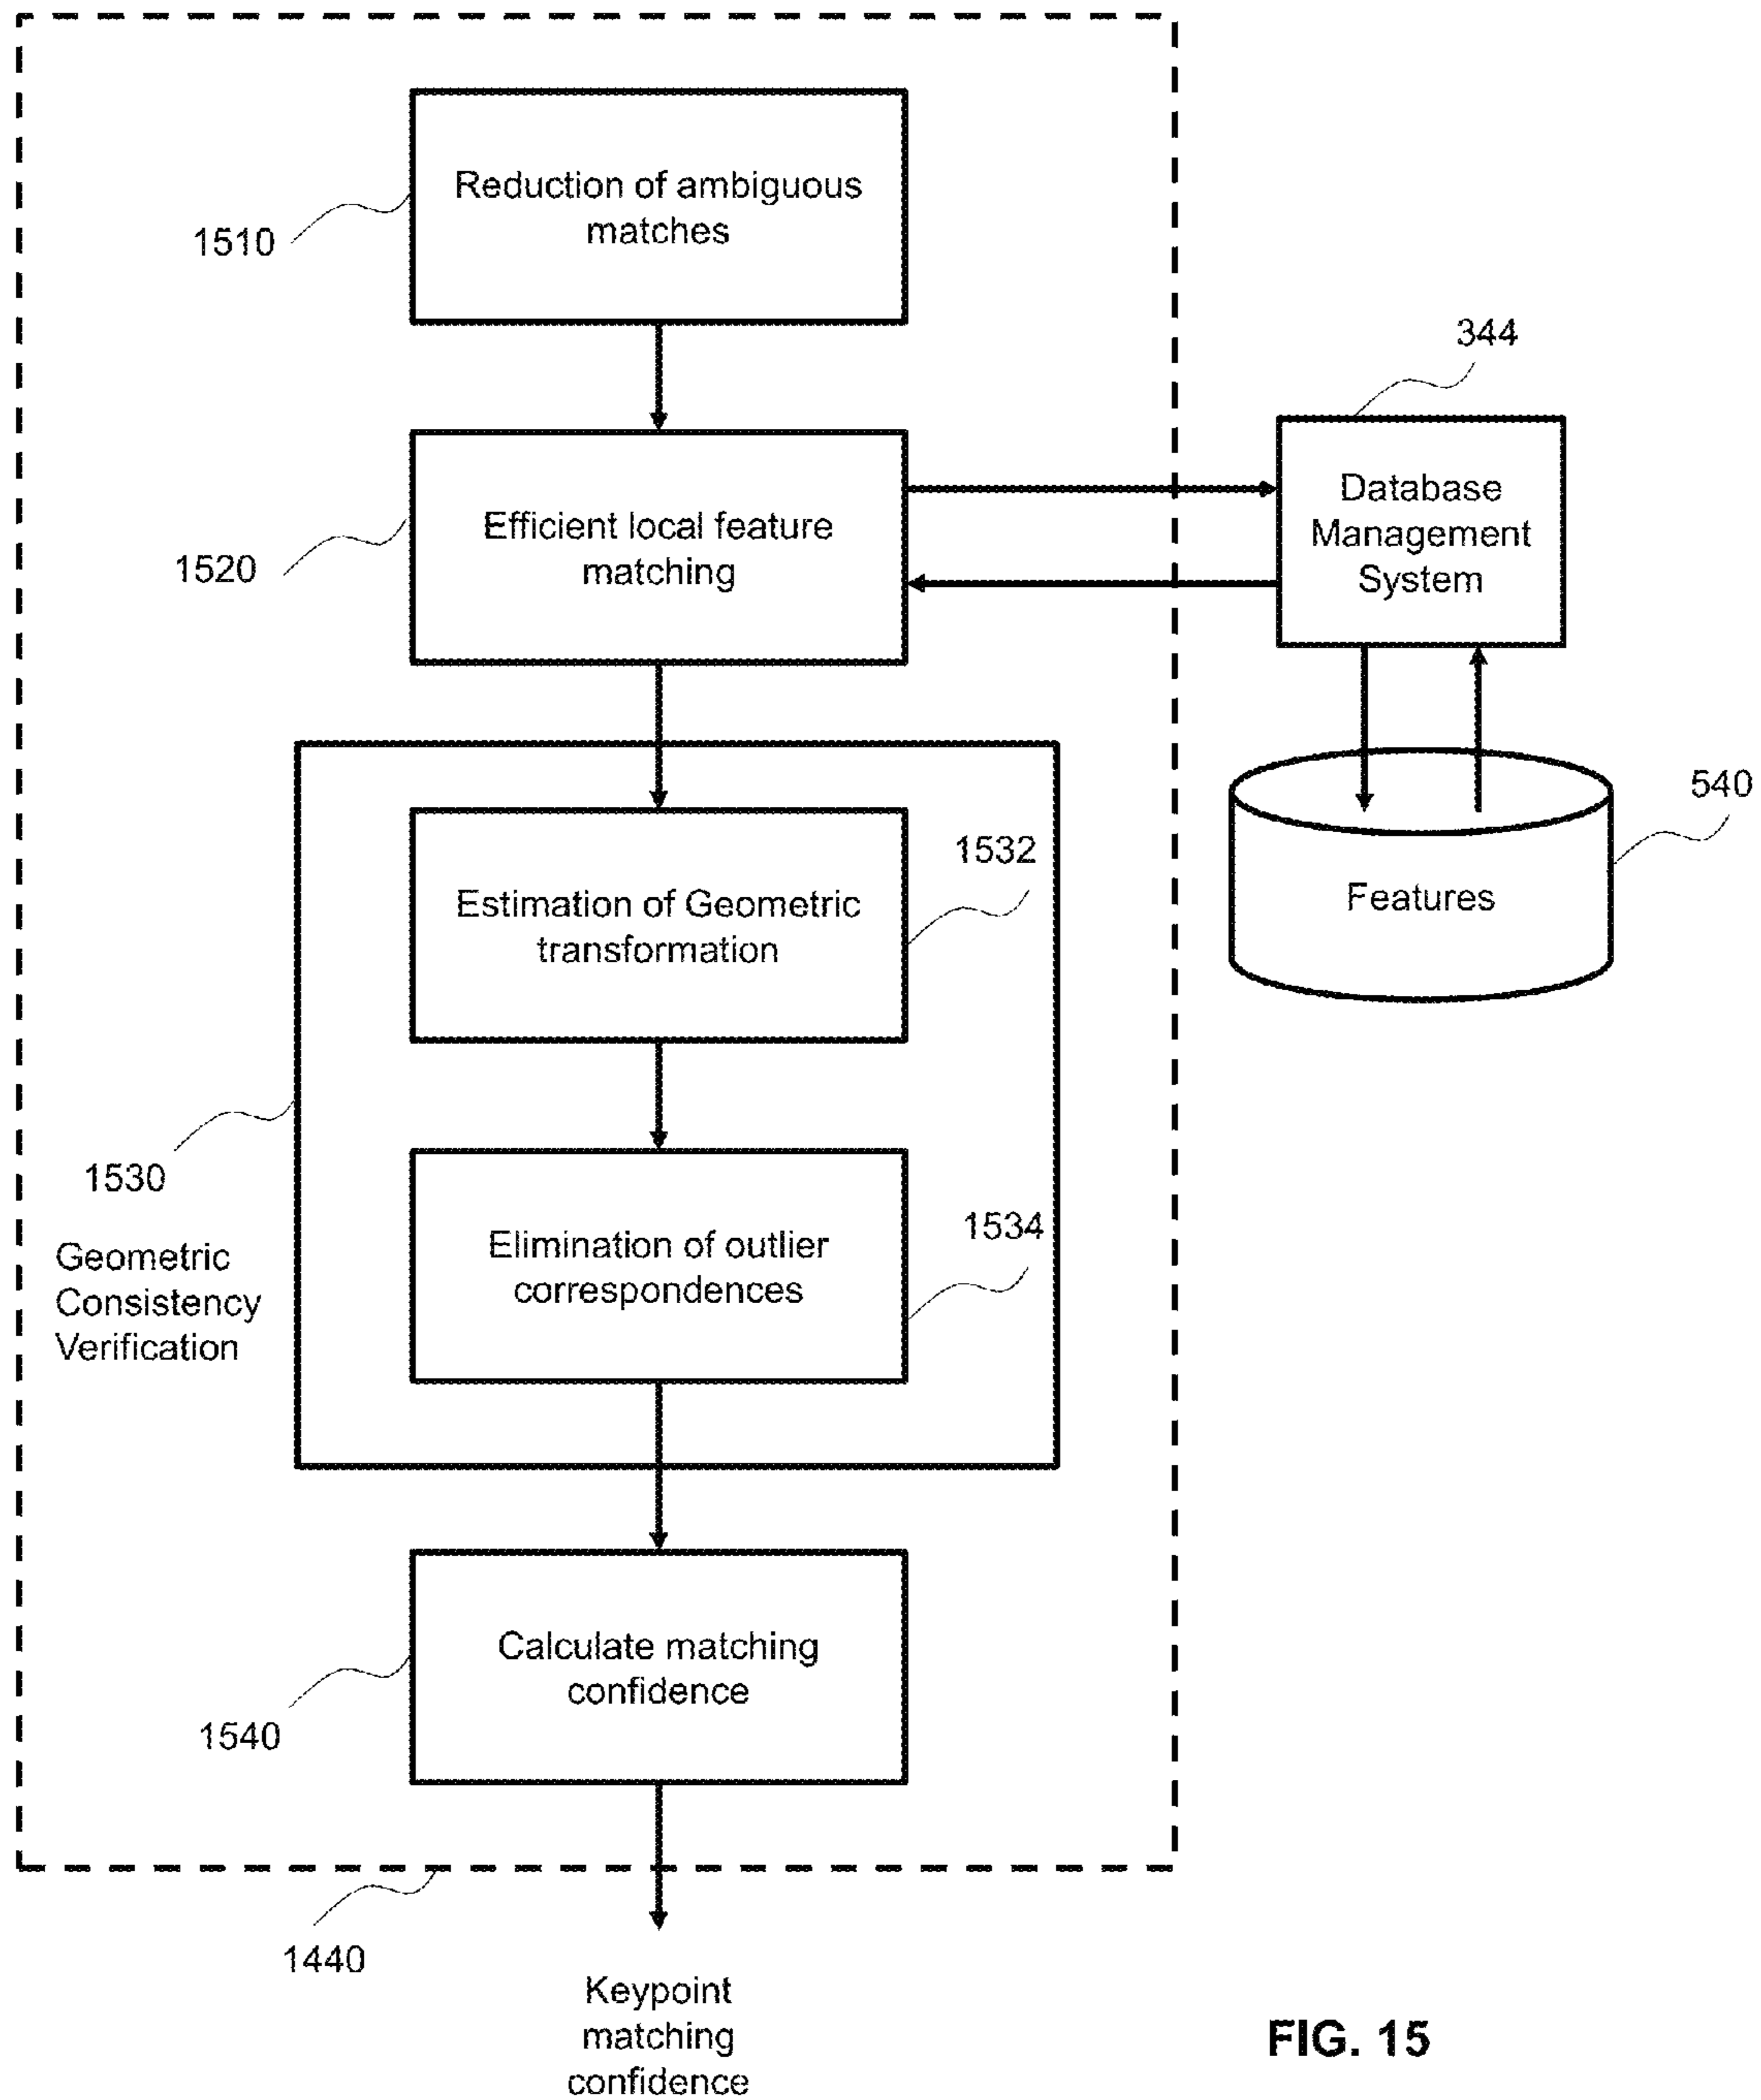 Reduction of ambiguous
matches
1510
344
Database
Management
System
Efficient local feature
matching
1520
540
Features
1532
Estimation of Geometric
transformation
1530
Geometric
Consistency
Verification
1534
Elimination of outlier
correspondences
Calculate matching
confidence
1540
1440
Keypoint
matching
confidence
FIG. 15